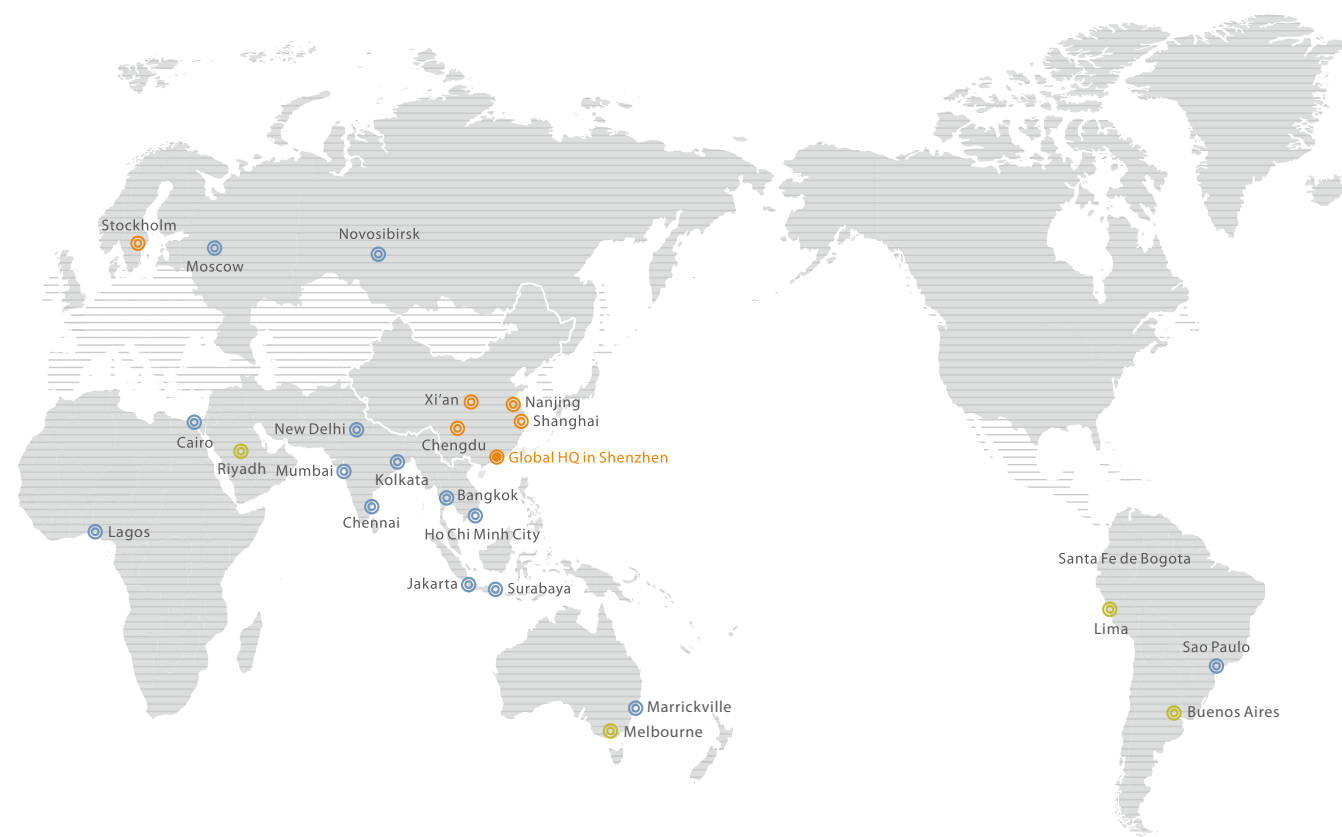 Stockholm
Novosibirsk
Moscow
Xi’an
Nanjing
Shanghai
New Delhi
Cairo
Chengdu
Global HQ in Shenzhen
Riyadh
Mumbai
Kolkata
Bangkok
Chennai
Lagos
Ho Chi Minh City
Santa Fe de Bogota
Jakarta
Surabaya
Lima
Sao Paulo
Marrickville
Buenos Aires
Melbourne